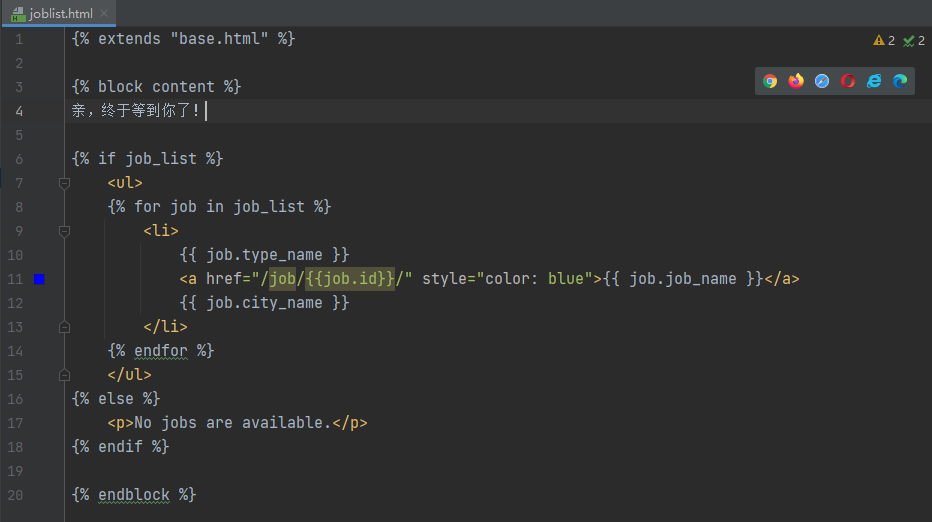 joblist.html
2 2
1 {% extends "base.html" %}
2
3 {% block content %}
4 亲，终于等到你了！
5
6 {% if job_list %}
7 <ul>
8 {% for job in job_list %}
9 <li>
10 {{ job.type_name }}
11 <a href="/job/{{job.id}}/" style="color: blue">{{ job.job_name }}</a>
12 {{ job.city_name }}
13 </li>
14 {% endfor %}
15 </ul>
16 {% else %}
17 <p>No jobs are available.</p>
18 {% endif %}
19
20 {% endblock %}